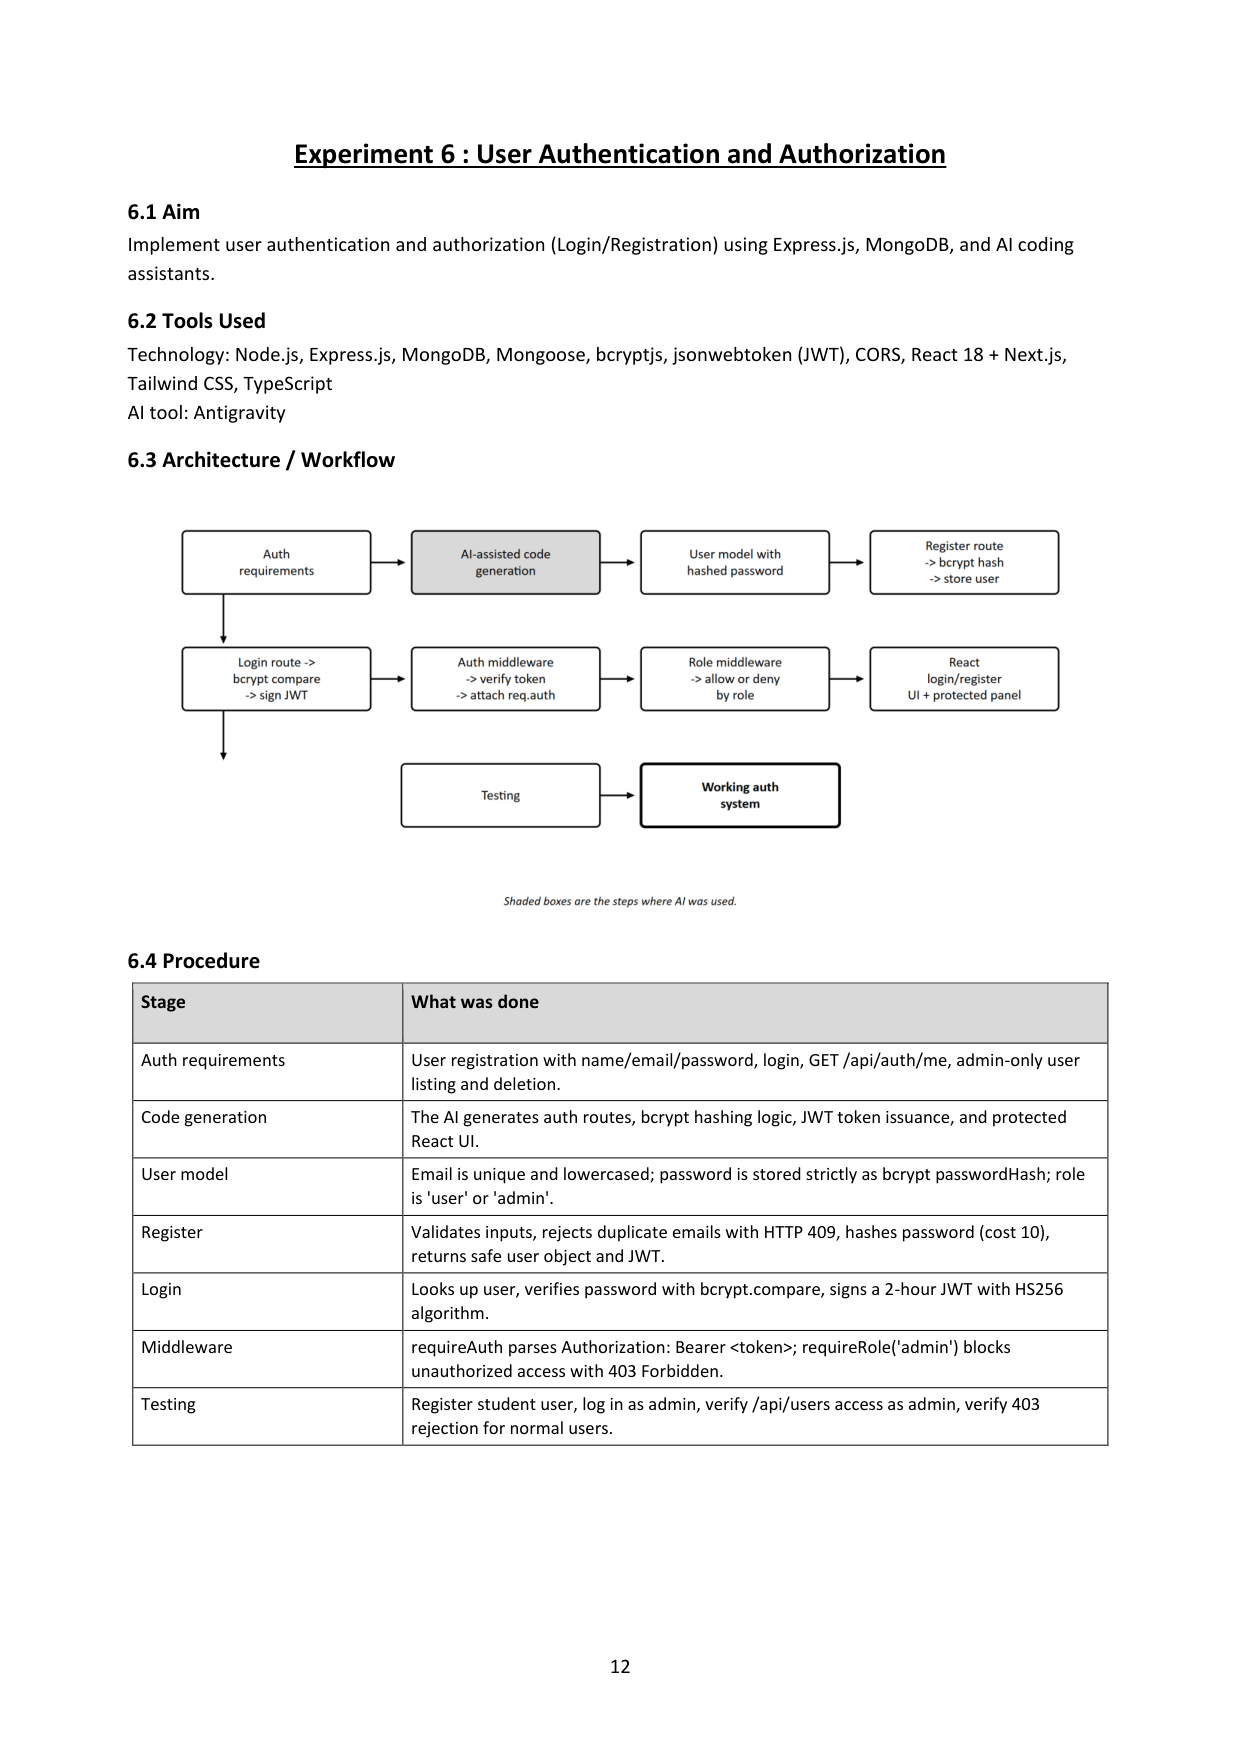 Experiment 6 : User Authentication and Authorization
6.1 Aim
Implement user authentication and authorization (Login/Registration) using Express.js, MongoDB, and AI coding
assistants.
6.2 Tools Used
Technology: Node.js, Express.js, MongoDB, Mongoose, bcryptjs, jsonwebtoken (JWT), CORS, React 18 + Next.js,
Tailwind CSS, TypeScript
AI tool: Antigravity
6.3 Architecture / Workflow
Auth
requirements
AI-assisted code
generation
User model with
hashed password
Register route
-> bcrypt hash
-> store user
Login route ->
bcrypt compare
-> sign JWT
Auth middleware
-> verify token
-> attach req.auth
Role middleware
-> allow or deny
by role
React
login/register
UI + protected panel
Testing
Working auth
system
Shaded boxes are the steps where AI was used.
6.4 Procedure
Stage
What was done
Auth requirements
User registration with name/email/password, login, GET /api/auth/me, admin-only user
listing and deletion.
Code generation
The AI generates auth routes, bcrypt hashing logic, JWT token issuance, and protected
React UI.
User model
Email is unique and lowercased; password is stored strictly as bcrypt passwordHash; role
is 'user' or 'admin'.
Register
Validates inputs, rejects duplicate emails with HTTP 409, hashes password (cost 10),
returns safe user object and JWT.
Login
Looks up user, verifies password with bcrypt.compare, signs a 2-hour JWT with HS256
algorithm.
Middleware
requireAuth parses Authorization: Bearer <token>; requireRole('admin') blocks
unauthorized access with 403 Forbidden.
Testing
Register student user, log in as admin, verify /api/users access as admin, verify 403
rejection for normal users.
12